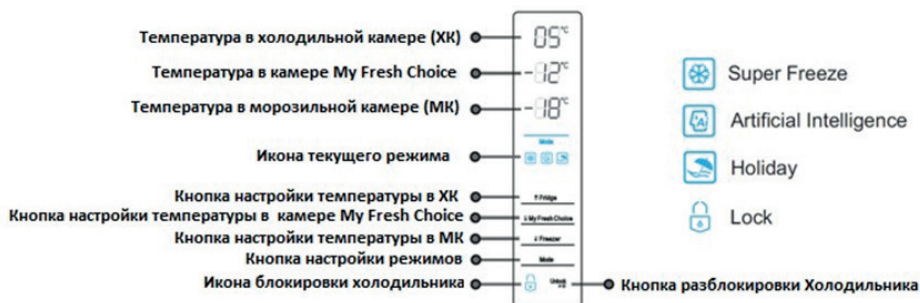 Температура в холодильной камере (ХК)
05°C
Температура в камере My Fresh Choice
-12°C
Температура в морозильной камере (МК)
-18°C
Mode
Икона текущего режима
Кнопка настройки температуры в ХК
Fridge
Кнопка настройки температуры в камере My Fresh Choice
My Fresh Choice
Кнопка настройки температуры в МК
Freezer
Кнопка настройки режимов
Mode
Икона блокировки холодильника
Unlock
Кнопка разблокировки Холодильника
Super Freeze
Artificial Intelligence
Holiday
Lock